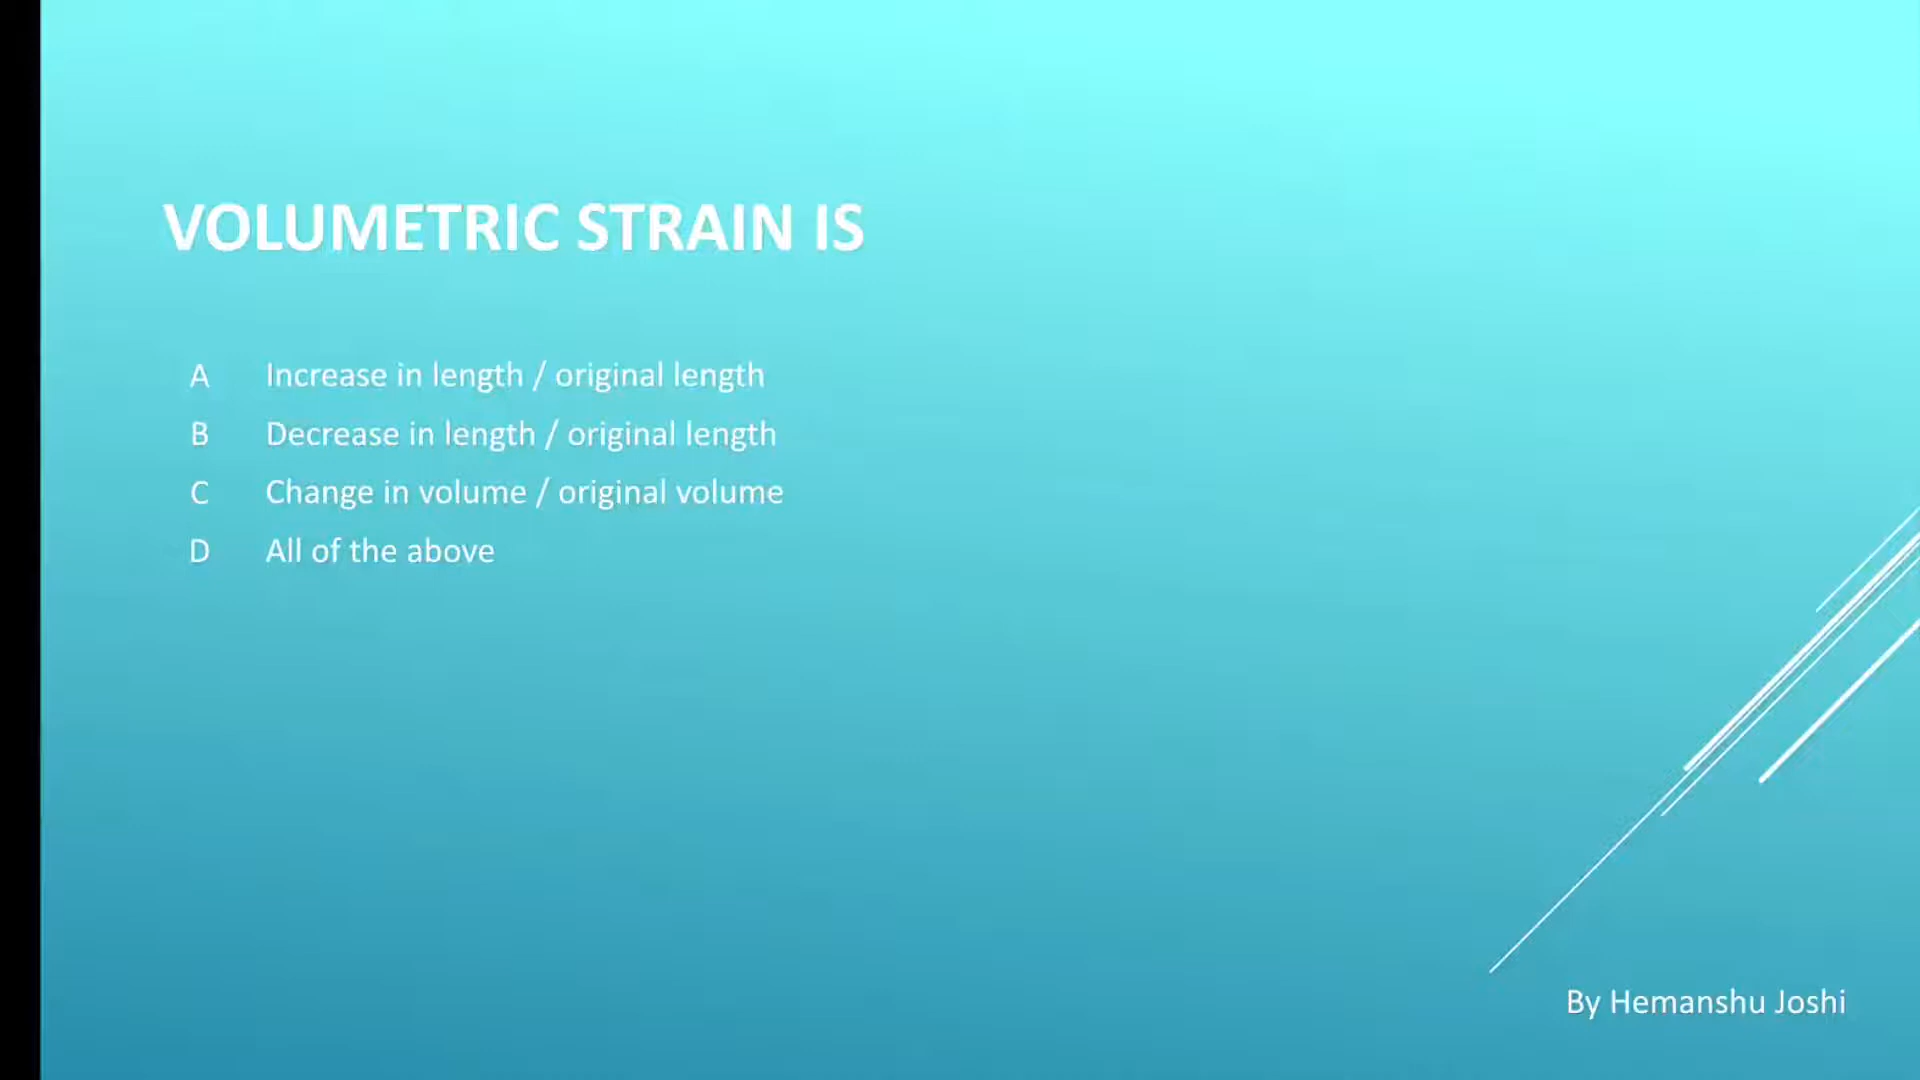 VOLUMETRIC STRAIN IS
A Increase in length / original length
B Decrease in length / original length
C Change in volume / original volume
D All of the above
By Hemanshu Joshi